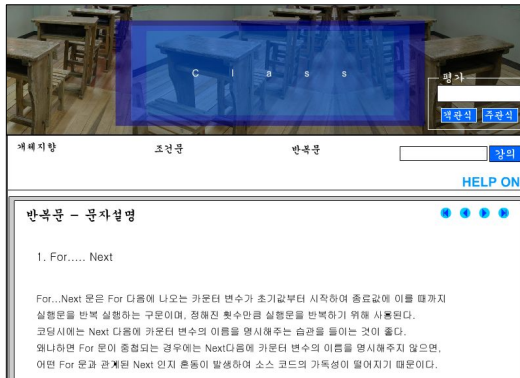 Class
평가
객관식 주관식
객체지향 조건문 반복문 강의
HELP ON
반복문 - 문자설명
1. For..... Next
For...Next 문은 For 다음에 나오는 카운터 변수가 초기값부터 시작하여 종료값에 이를 때까지
실행문을 반복 실행하는 구문이며, 정해진 횟수만큼 실행문을 반복하기 위해 사용된다.
코딩시에는 Next 다음에 카운터 변수의 이름을 명시해주는 습관을 들이는 것이 좋다.
왜냐하면 For 문이 중첩되는 경우에는 Next다음에 카운터 변수의 이름을 명시해주지 않으면,
어떤 For 문과 관계된 Next 인지 혼동이 발생하여 소스 코드의 가독성이 떨어지기 때문이다.